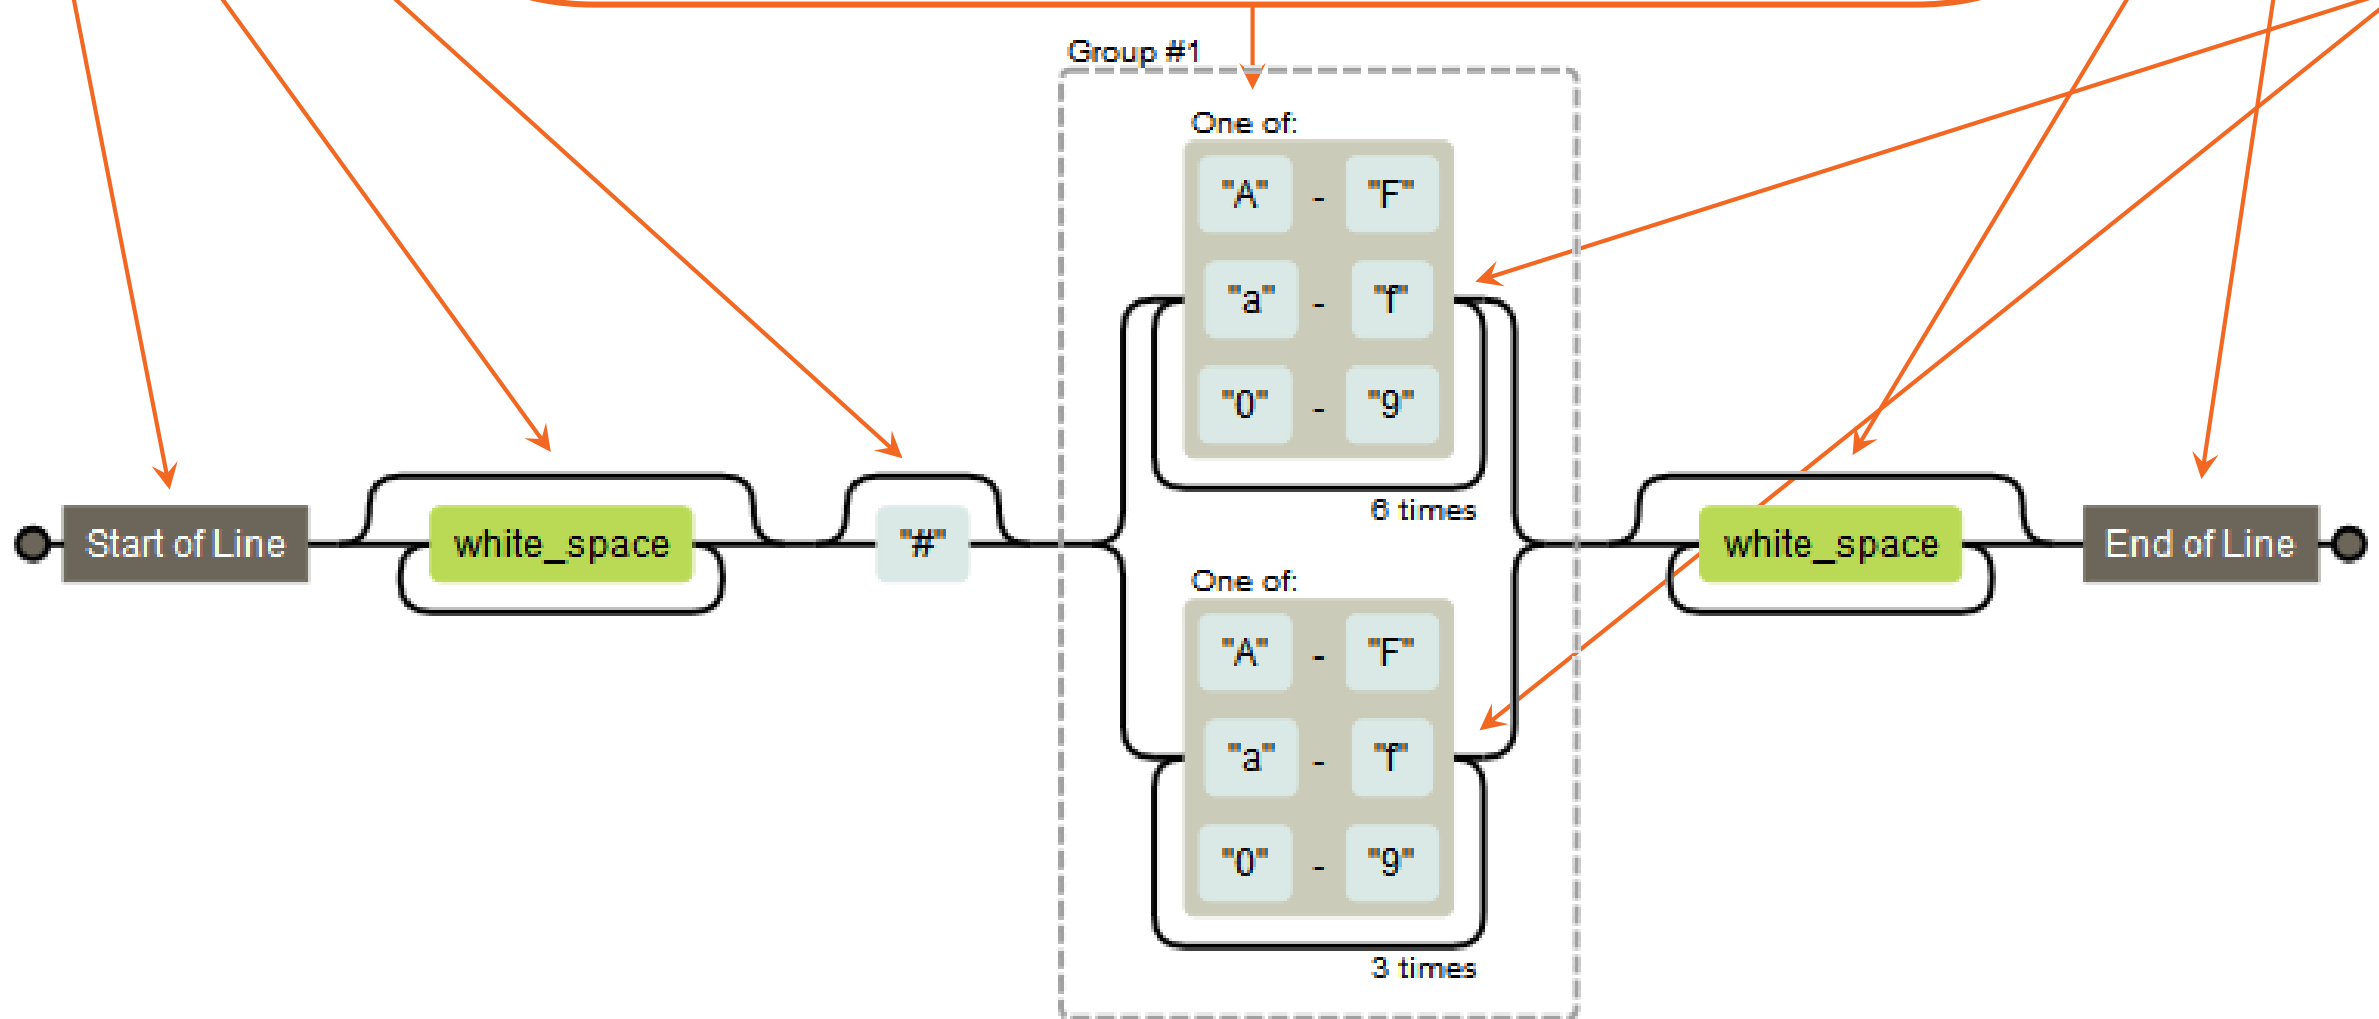 Group #1
One of:
"A" - "F"
"a" - "f"
"0" - "9"
6 times
Start of Line
white_space
"#"
white_space
End of Line
One of:
"A" - "F"
"a" - "f"
"0" - "9"
3 times